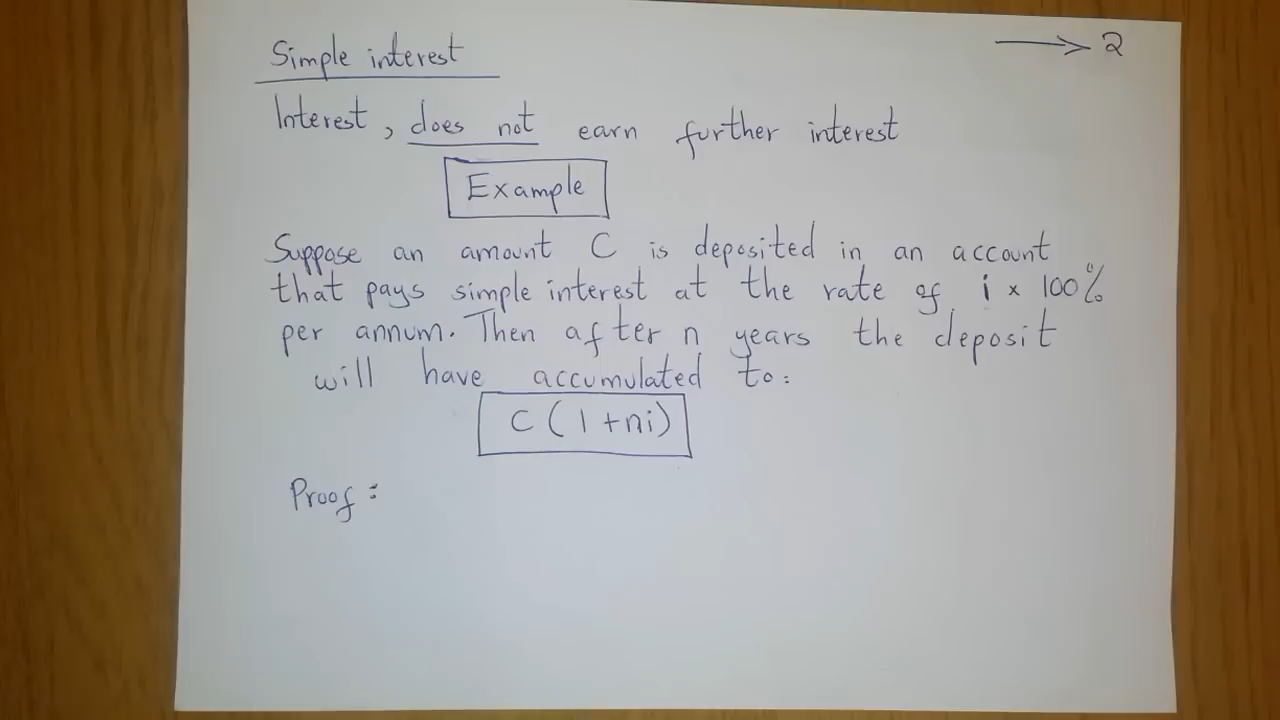 → 2
Simple interest
Interest, does not earn further interest
Example
Suppose an amount C is deposited in an account
that pays simple interest at the rate of i × 100%
per annum. Then after n years the deposit
will have accumulated to:
C (1+ni)
Proof: